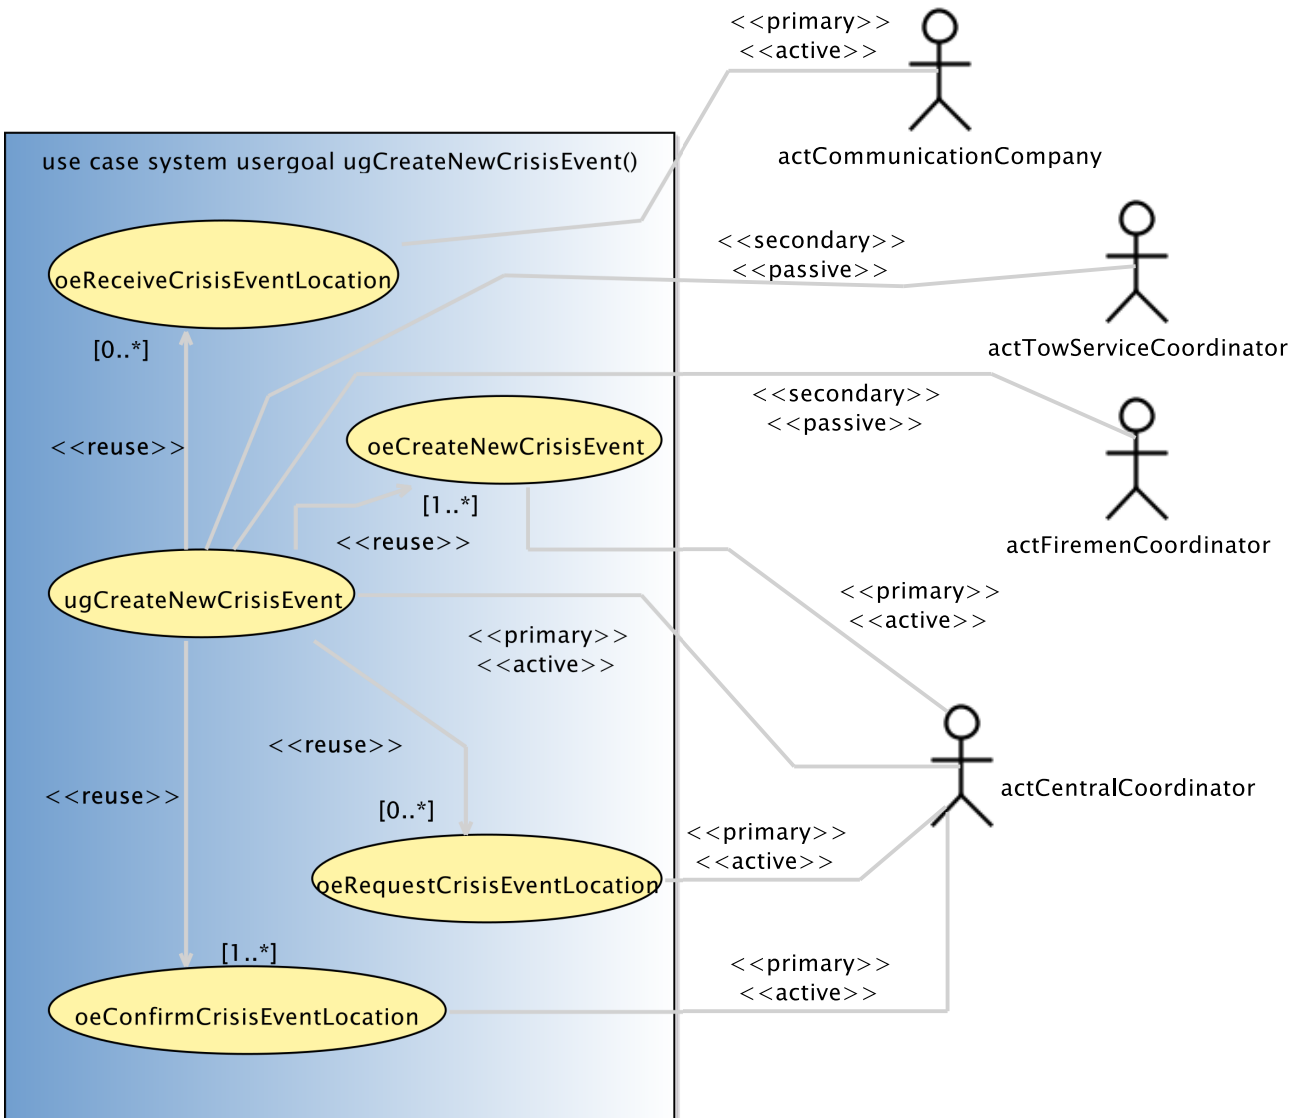 <<primary>>
<<active>>
actCommunicationCompany
use case system usergoal ugCreateNewCrisisEvent()
<<secondary>>
<<passive>>
oeReceiveCrisisEventLocation
actTowServiceCoordinator
[0..*]
<<secondary>>
<<passive>>
<<reuse>>
oeCreateNewCrisisEvent
[1..*]
<<reuse>>
actFiremenCoordinator
ugCreateNewCrisisEvent
<<primary>>
<<active>>
<<primary>>
<<active>>
<<reuse>>
<<reuse>>
actCentralCoordinator
[0..*]
<<primary>>
<<active>>
oeRequestCrisisEventLocation
[1..*]
<<primary>>
<<active>>
oeConfirmCrisisEventLocation